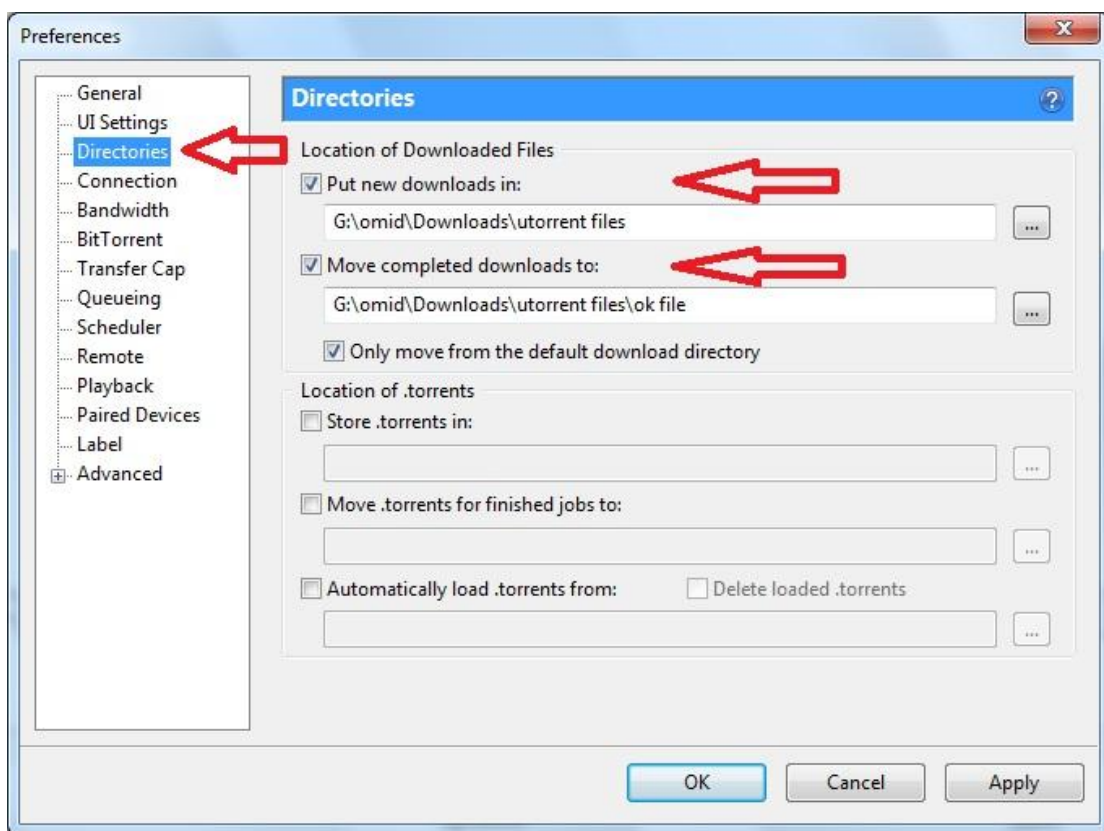 Preferences
General
UI Settings
Directories
Connection
Bandwidth
BitTorrent
Transfer Cap
Queueing
Scheduler
Remote
Playback
Paired Devices
Label
Advanced
Directories
Location of Downloaded Files
Put new downloads in:
G:\omid\Downloads\utorrent files
...
Move completed downloads to:
G:\omid\Downloads\utorrent files\ok file
...
Only move from the default download directory
Location of .torrents
Store .torrents in:
...
Move .torrents for finished jobs to:
...
Automatically load .torrents from: Delete loaded .torrents
...
OK Cancel Apply